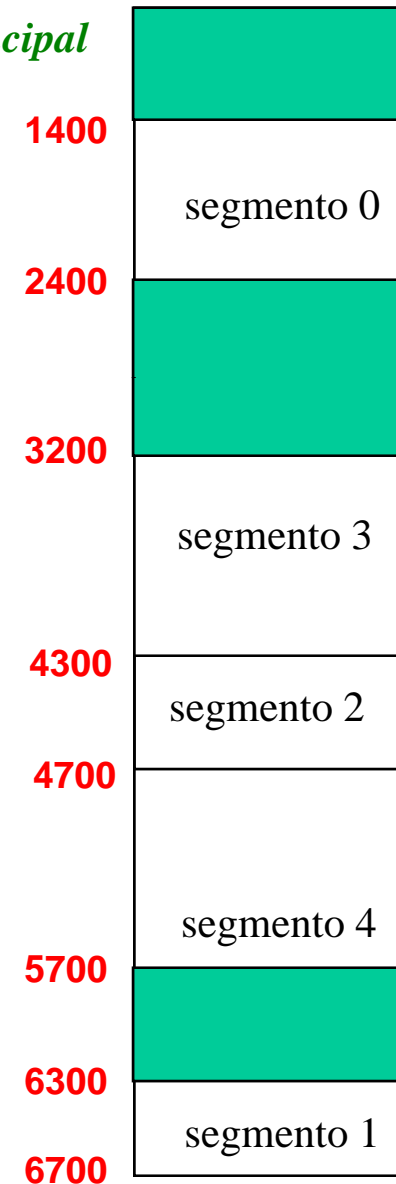 cipal
1400
segmento 0
2400
3200
segmento 3
4300
segmento 2
4700
segmento 4
5700
6300
segmento 1
6700